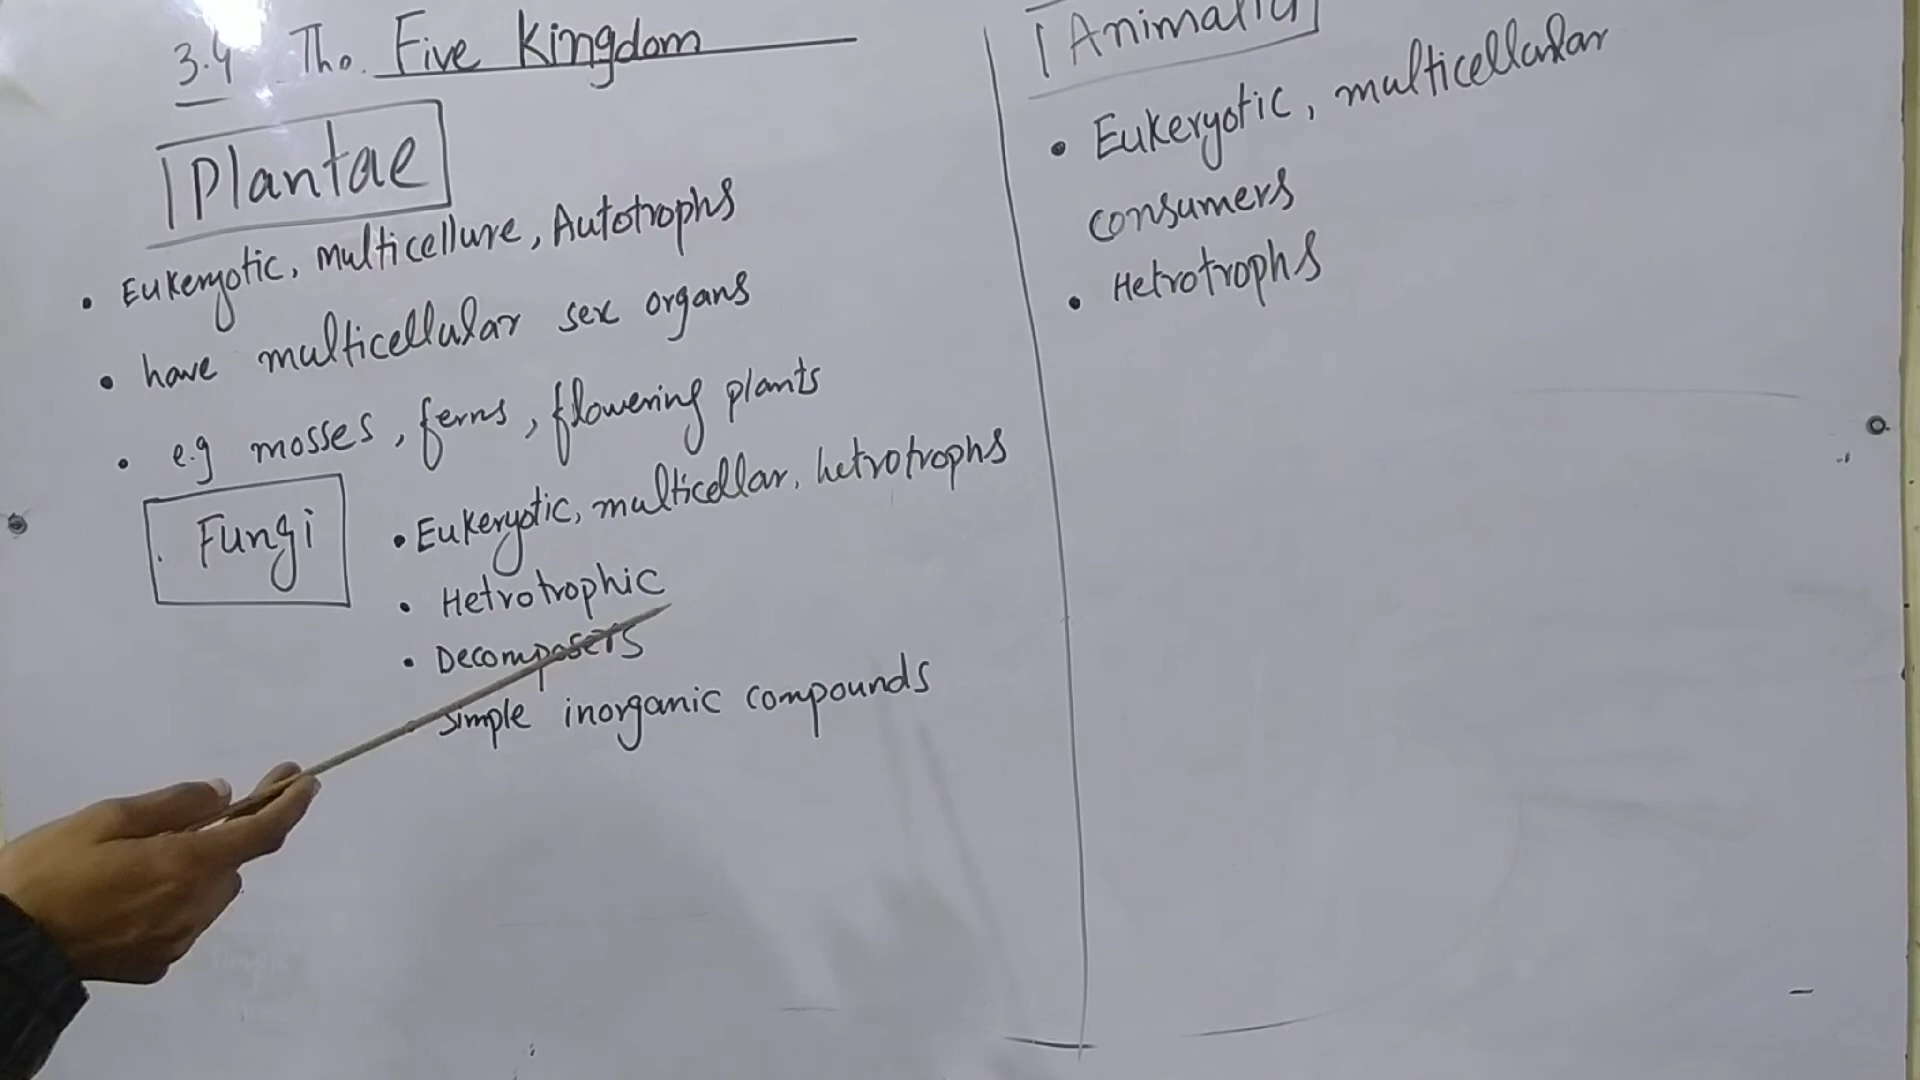 3.4 The Five Kingdom
Plantae
• Eukeryotic, multicellure, Autotrophs
• have multicellular sex organs
• e.g mosses, ferns, flowering plants
Fungi
• Eukeryotic, multicellar, hetrotrophs
• Hetrotrophic
• Decomposers
• simple inorganic compounds
Animalia
• Eukeryotic, multicellular
consumers
• Hetrotrophs